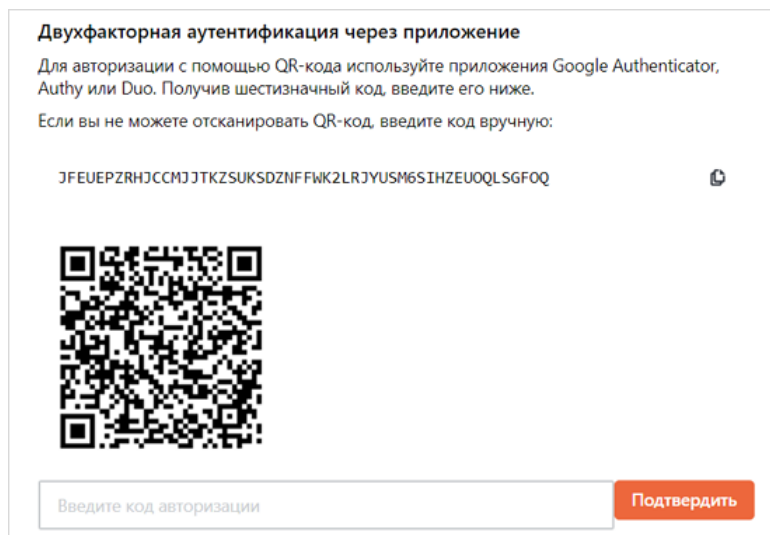 Двухфакторная аутентификация через приложение
Для авторизации с помощью QR-кода используйте приложения Google Authenticator,
Authy или Duo. Получив шестизначный код, введите его ниже.
Если вы не можете отсканировать QR-код, введите код вручную:
JFEUEPZRHJCCMJJTKZSUKSDZNFFWK2LRJYUSM6SIHZEUOQLSGFOQ
Введите код авторизации
Подтвердить